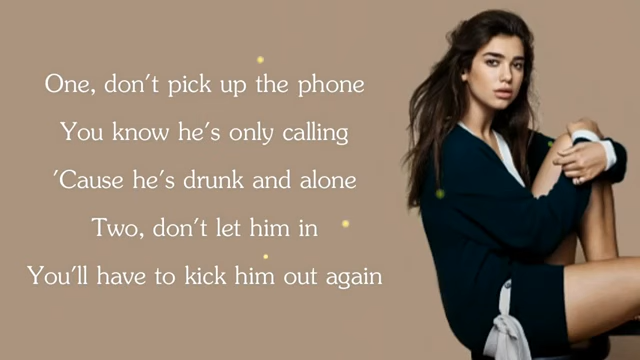 One, don't pick up the phone
You know he's only calling
'Cause he's drunk and alone
Two, don't let him in
You'll have to kick him out again